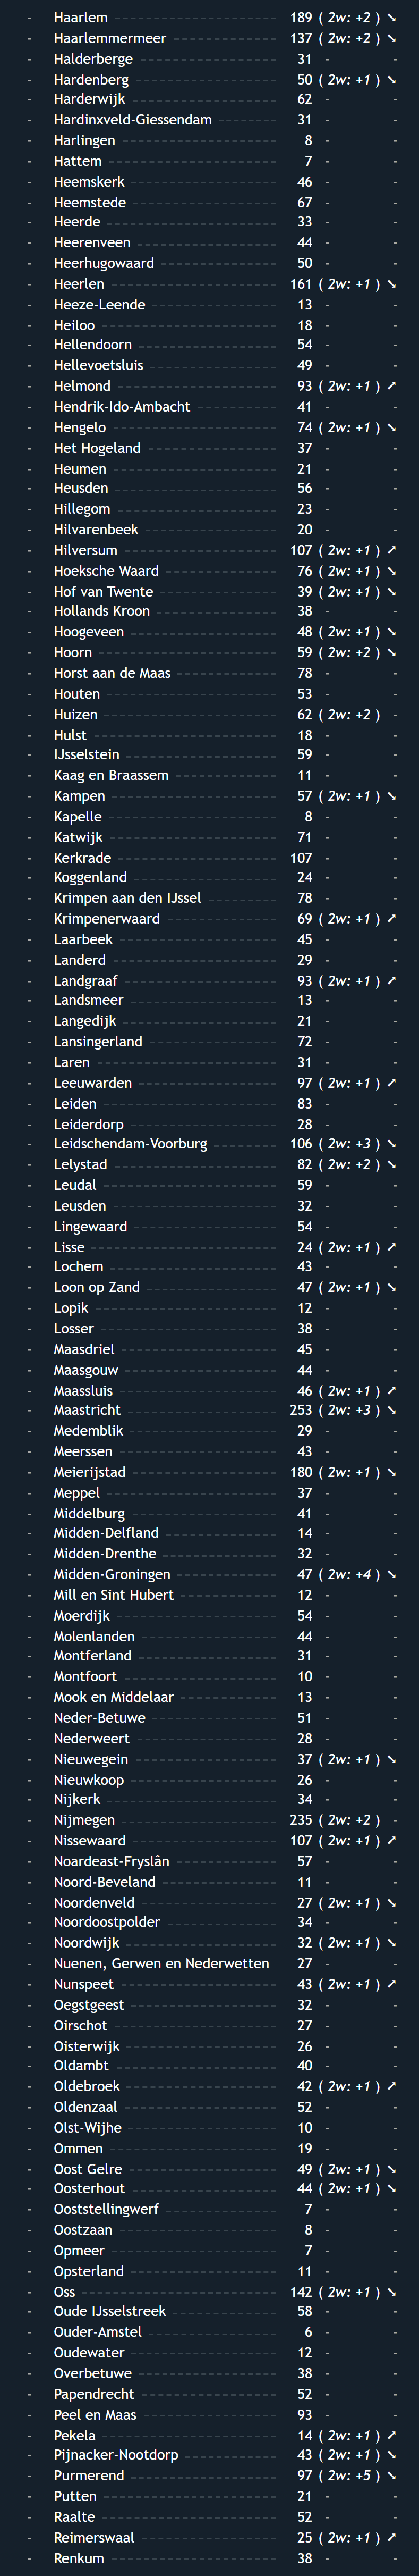 - Haarlem 189 ( 2w: +2 ) ↘
- Haarlemmermeer 137 ( 2w: +2 ) ↘
- Halderberge 31 - -
- Hardenberg 50 ( 2w: +1 ) ↘
- Harderwijk 62 - -
- Hardinxveld-Giessendam 31 - -
- Harlingen 8 - -
- Hattem 7 - -
- Heemskerk 46 - -
- Heemstede 67 - -
- Heerde 33 - -
- Heerenveen 44 - -
- Heerhugowaard 50 - -
- Heerlen 161 ( 2w: +1 ) ↘
- Heeze-Leende 13 - -
- Heiloo 18 - -
- Hellendoorn 54 - -
- Hellevoetsluis 49 - -
- Helmond 93 ( 2w: +1 ) ↗
- Hendrik-Ido-Ambacht 41 - -
- Hengelo 74 ( 2w: +1 ) ↘
- Het Hogeland 37 - -
- Heumen 21 - -
- Heusden 56 - -
- Hillegom 23 - -
- Hilvarenbeek 20 - -
- Hilversum 107 ( 2w: +1 ) ↗
- Hoeksche Waard 76 ( 2w: +1 ) ↘
- Hof van Twente 39 ( 2w: +1 ) ↘
- Hollands Kroon 38 - -
- Hoogeveen 48 ( 2w: +1 ) ↘
- Hoorn 59 ( 2w: +2 ) ↘
- Horst aan de Maas 78 - -
- Houten 53 - -
- Huizen 62 ( 2w: +2 ) -
- Hulst 18 - -
- IJsselstein 59 - -
- Kaag en Braassem 11 - -
- Kampen 57 ( 2w: +1 ) ↘
- Kapelle 8 - -
- Katwijk 71 - -
- Kerkrade 107 - -
- Koggenland 24 - -
- Krimpen aan den IJssel 78 - -
- Krimpenerwaard 69 ( 2w: +1 ) ↗
- Laarbeek 45 - -
- Landerd 29 - -
- Landgraaf 93 ( 2w: +1 ) ↗
- Landsmeer 13 - -
- Langedijk 21 - -
- Lansingerland 72 - -
- Laren 31 - -
- Leeuwarden 97 ( 2w: +1 ) ↗
- Leiden 83 - -
- Leiderdorp 28 - -
- Leidschendam-Voorburg 106 ( 2w: +3 ) ↘
- Lelystad 82 ( 2w: +2 ) ↘
- Leudal 59 - -
- Leusden 32 - -
- Lingewaard 54 - -
- Lisse 24 ( 2w: +1 ) ↗
- Lochem 43 - -
- Loon op Zand 47 ( 2w: +1 ) ↘
- Lopik 12 - -
- Losser 38 - -
- Maasdriel 45 - -
- Maasgouw 44 - -
- Maassluis 46 ( 2w: +1 ) ↗
- Maastricht 253 ( 2w: +3 ) ↘
- Medemblik 29 - -
- Meerssen 43 - -
- Meierijstad 180 ( 2w: +1 ) ↘
- Meppel 37 - -
- Middelburg 41 - -
- Midden-Delfland 14 - -
- Midden-Drenthe 32 - -
- Midden-Groningen 47 ( 2w: +4 ) ↘
- Mill en Sint Hubert 12 - -
- Moerdijk 54 - -
- Molenlanden 44 - -
- Montferland 31 - -
- Montfoort 10 - -
- Mook en Middelaar 13 - -
- Neder-Betuwe 51 - -
- Nederweert 28 - -
- Nieuwegein 37 ( 2w: +1 ) ↘
- Nieuwkoop 26 - -
- Nijkerk 34 - -
- Nijmegen 235 ( 2w: +2 ) -
- Nissewaard 107 ( 2w: +1 ) ↗
- Noardeast-Fryslân 57 - -
- Noord-Beveland 11 - -
- Noordenveld 27 ( 2w: +1 ) ↘
- Noordoostpolder 34 - -
- Noordwijk 32 ( 2w: +1 ) ↘
- Nuenen, Gerwen en Nederwetten 27 - -
- Nunspeet 43 ( 2w: +1 ) ↗
- Oegstgeest 32 - -
- Oirschot 27 - -
- Oisterwijk 26 - -
- Oldambt 40 - -
- Oldebroek 42 ( 2w: +1 ) ↗
- Oldenzaal 52 - -
- Olst-Wijhe 10 - -
- Ommen 19 - -
- Oost Gelre 49 ( 2w: +1 ) ↘
- Oosterhout 44 ( 2w: +1 ) ↘
- Ooststellingwerf 7 - -
- Oostzaan 8 - -
- Opmeer 7 - -
- Opsterland 11 - -
- Oss 142 ( 2w: +1 ) ↘
- Oude IJsselstreek 58 - -
- Ouder-Amstel 6 - -
- Oudewater 12 - -
- Overbetuwe 38 - -
- Papendrecht 52 - -
- Peel en Maas 93 - -
- Pekela 14 ( 2w: +1 ) ↗
- Pijnacker-Nootdorp 43 ( 2w: +1 ) ↘
- Purmerend 97 ( 2w: +5 ) ↘
- Putten 21 - -
- Raalte 52 - -
- Reimerswaal 25 ( 2w: +1 ) ↗
- Renkum 38 - -